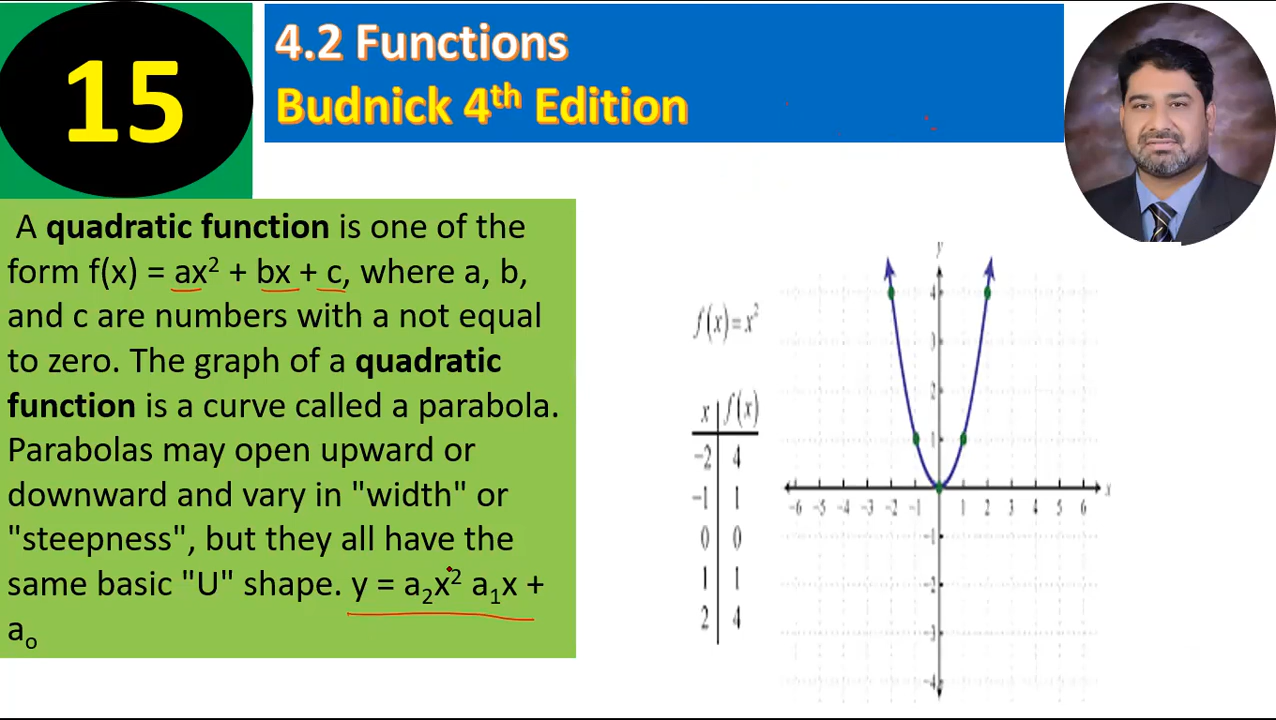 15
4.2 Functions
Budnick 4th Edition
A quadratic function is one of the
form f(x) = ax² + bx + c, where a, b,
and c are numbers with a not equal
to zero. The graph of a quadratic
function is a curve called a parabola.
Parabolas may open upward or
downward and vary in "width" or
"steepness", but they all have the
same basic "U" shape. y = a₂x² a₁x +
a₀
f(x)=x²
x f(x)
-2 4
-1 1
0 0
1 1
2 4
y
4
3
2
1
-6 -5 -4 -3 -2 -1 1 2 3 4 5 6 x
-1
-2
-3
-4